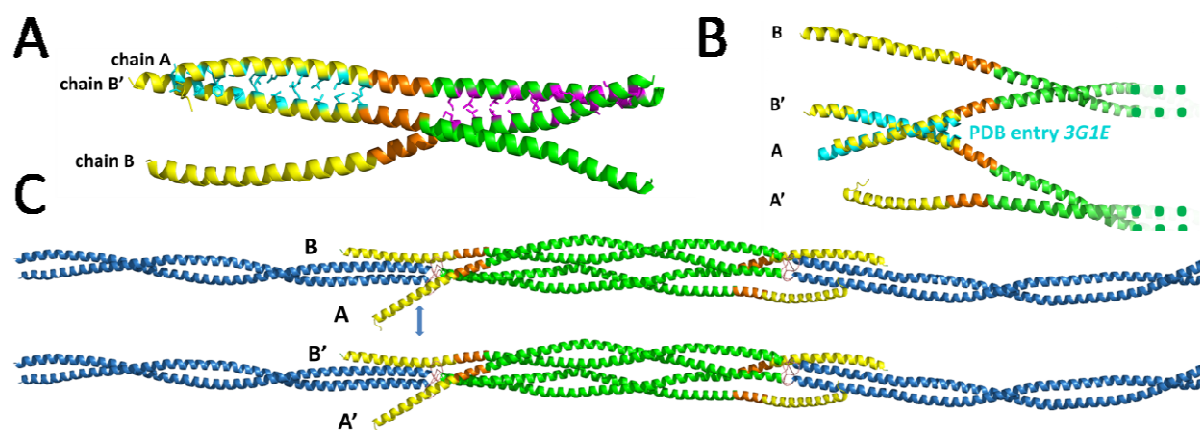 A
chain A
chain B'
chain B
B
B
B'
A
PDB entry 3G1E
A'
C
B
A
B'
A'